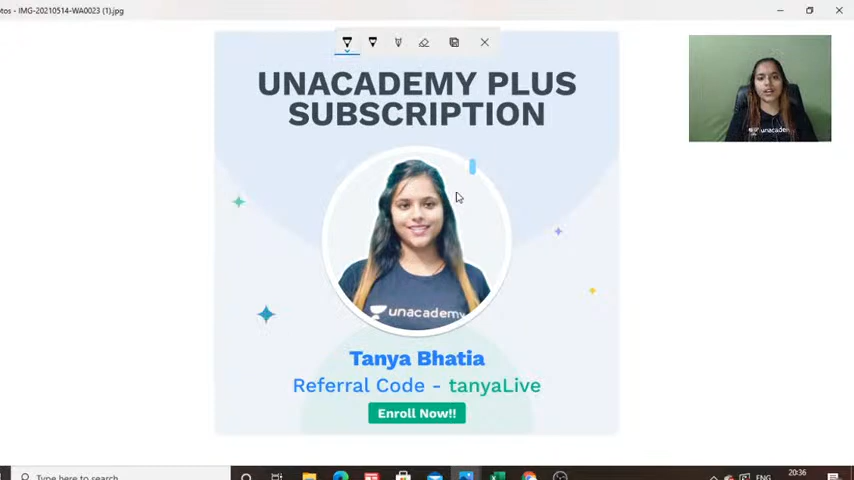 otos - IMG-20210514-WA0023 (1).jpg
UNACADEMY PLUS
SUBSCRIPTION
unacademy
unacademy
Tanya Bhatia
Referral Code - tanyaLive
Enroll Now!!
Type here to search
ENG
20:36